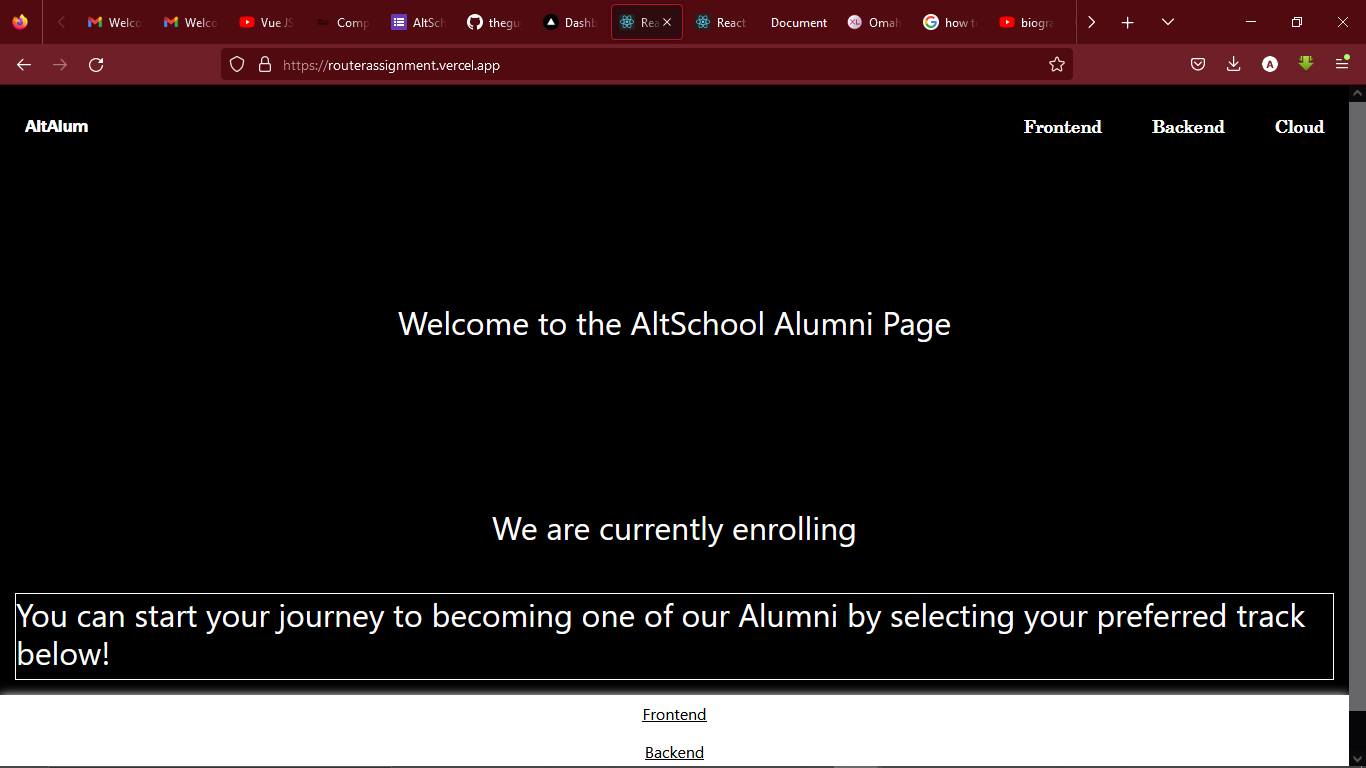 Welco
Welco
Vue JS
Comp
AltSch
thegu
Dashb
Rea
React
Document
Omah
how t
biogra
https://routerassignment.vercel.app
AltAlum
Frontend Backend Cloud
Welcome to the AltSchool Alumni Page
We are currently enrolling
You can start your journey to becoming one of our Alumni by selecting your preferred track
below!
Frontend
Backend